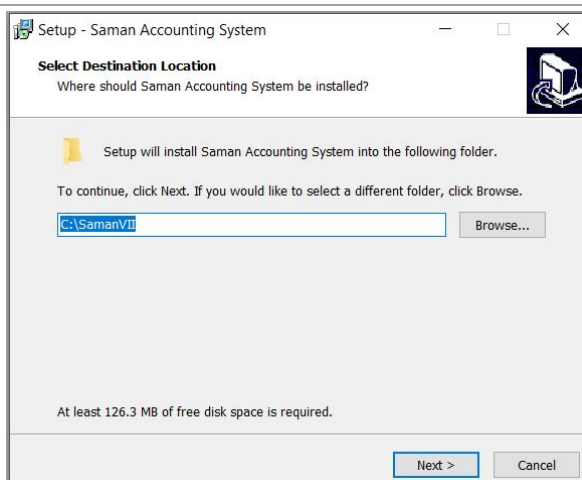 Setup - Saman Accounting System
Select Destination Location
Where should Saman Accounting System be installed?
Setup will install Saman Accounting System into the following folder.
To continue, click Next. If you would like to select a different folder, click Browse.
C:\SamanVII
Browse...
At least 126.3 MB of free disk space is required.
Next >
Cancel